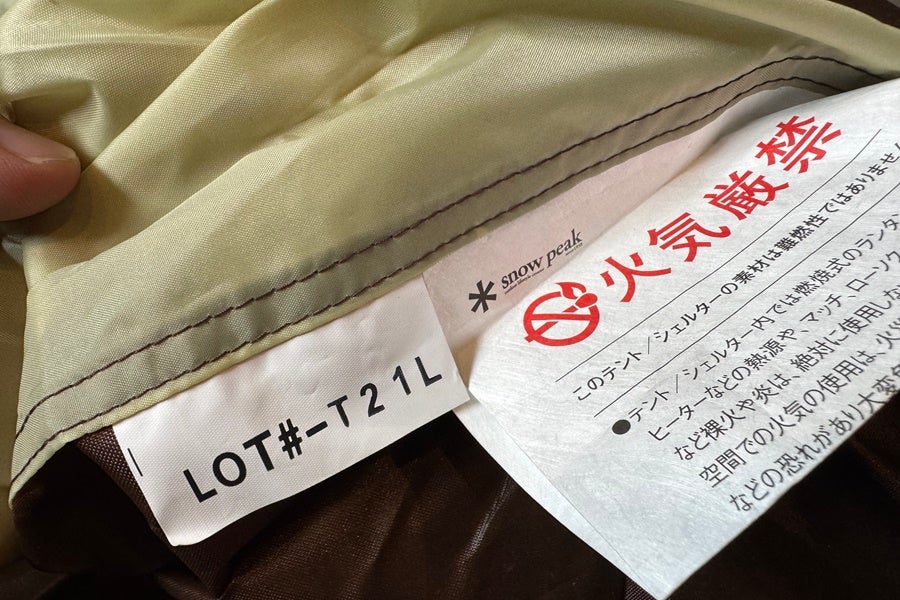 LOT#-T21L
snow peak
火気厳禁
このテント/シェルターの素材は難燃性ではありません
●テント/シェルター内では燃焼式のランタ
ヒーターなどの熱源や、マッチ、ローソク
など裸火や炎は、絶対に使用しな
空間での火気の使用は、火
などの恐れがあり大変